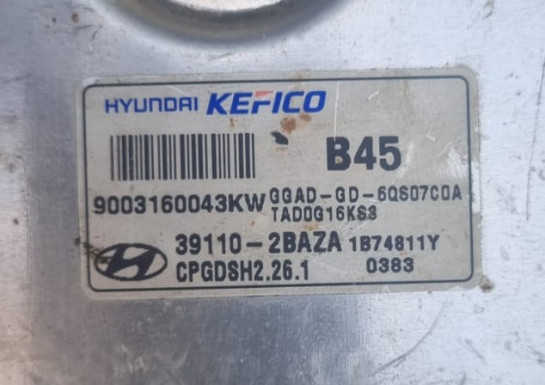 HYUNDAI KEFICO
B45
9003160043KW GGAD-GD-6QS07C0A
TAD0G16KS3
39110-2BAZA 1B74811Y
CPGDSH2.26.1 0383